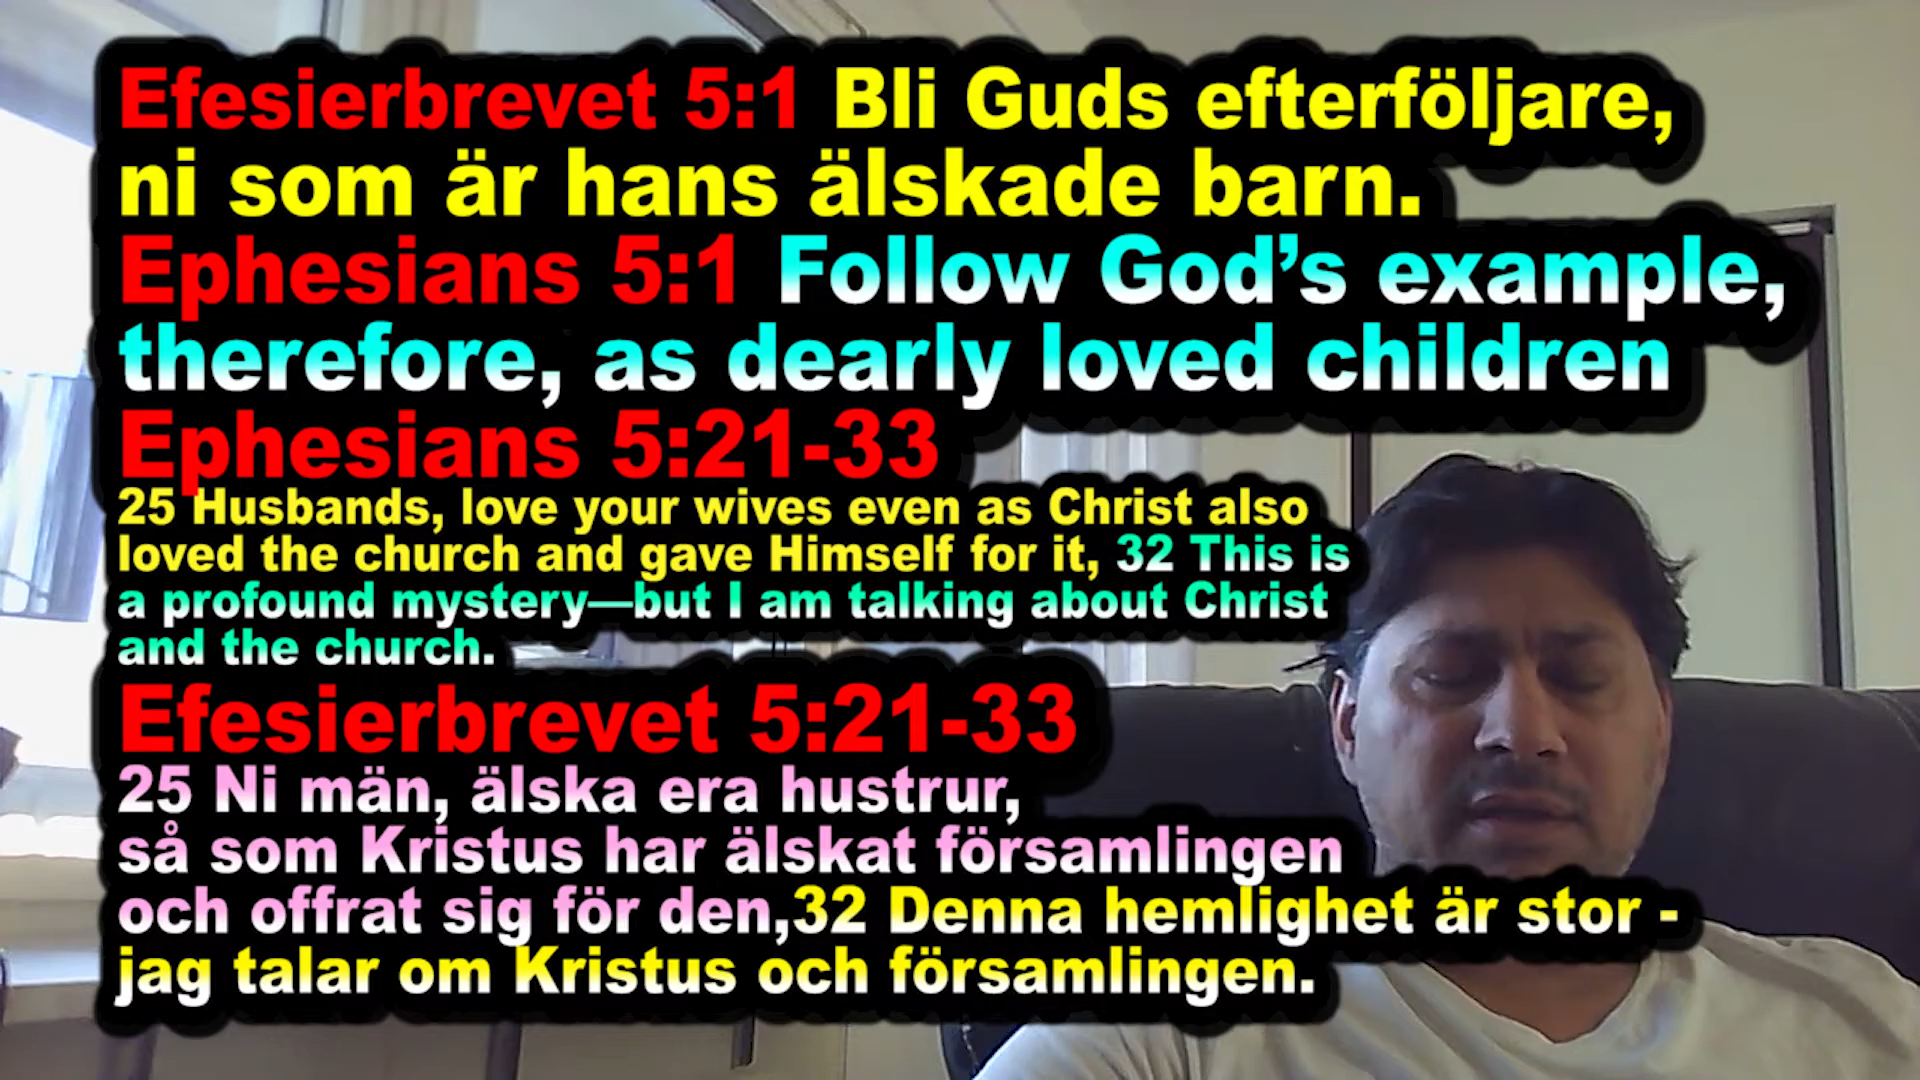 Efesierbrevet 5:1 Bli Guds efterföljare,
ni som är hans älskade barn.
Ephesians 5:1 Follow God’s example,
therefore, as dearly loved children
Ephesians 5:21-33
25 Husbands, love your wives even as Christ also
loved the church and gave Himself for it, 32 This is
a profound mystery—but I am talking about Christ
and the church.
Efesierbrevet 5:21-33
25 Ni män, älska era hustrur,
så som Kristus har älskat församlingen
och offrat sig för den,32 Denna hemlighet är stor -
jag talar om Kristus och församlingen.